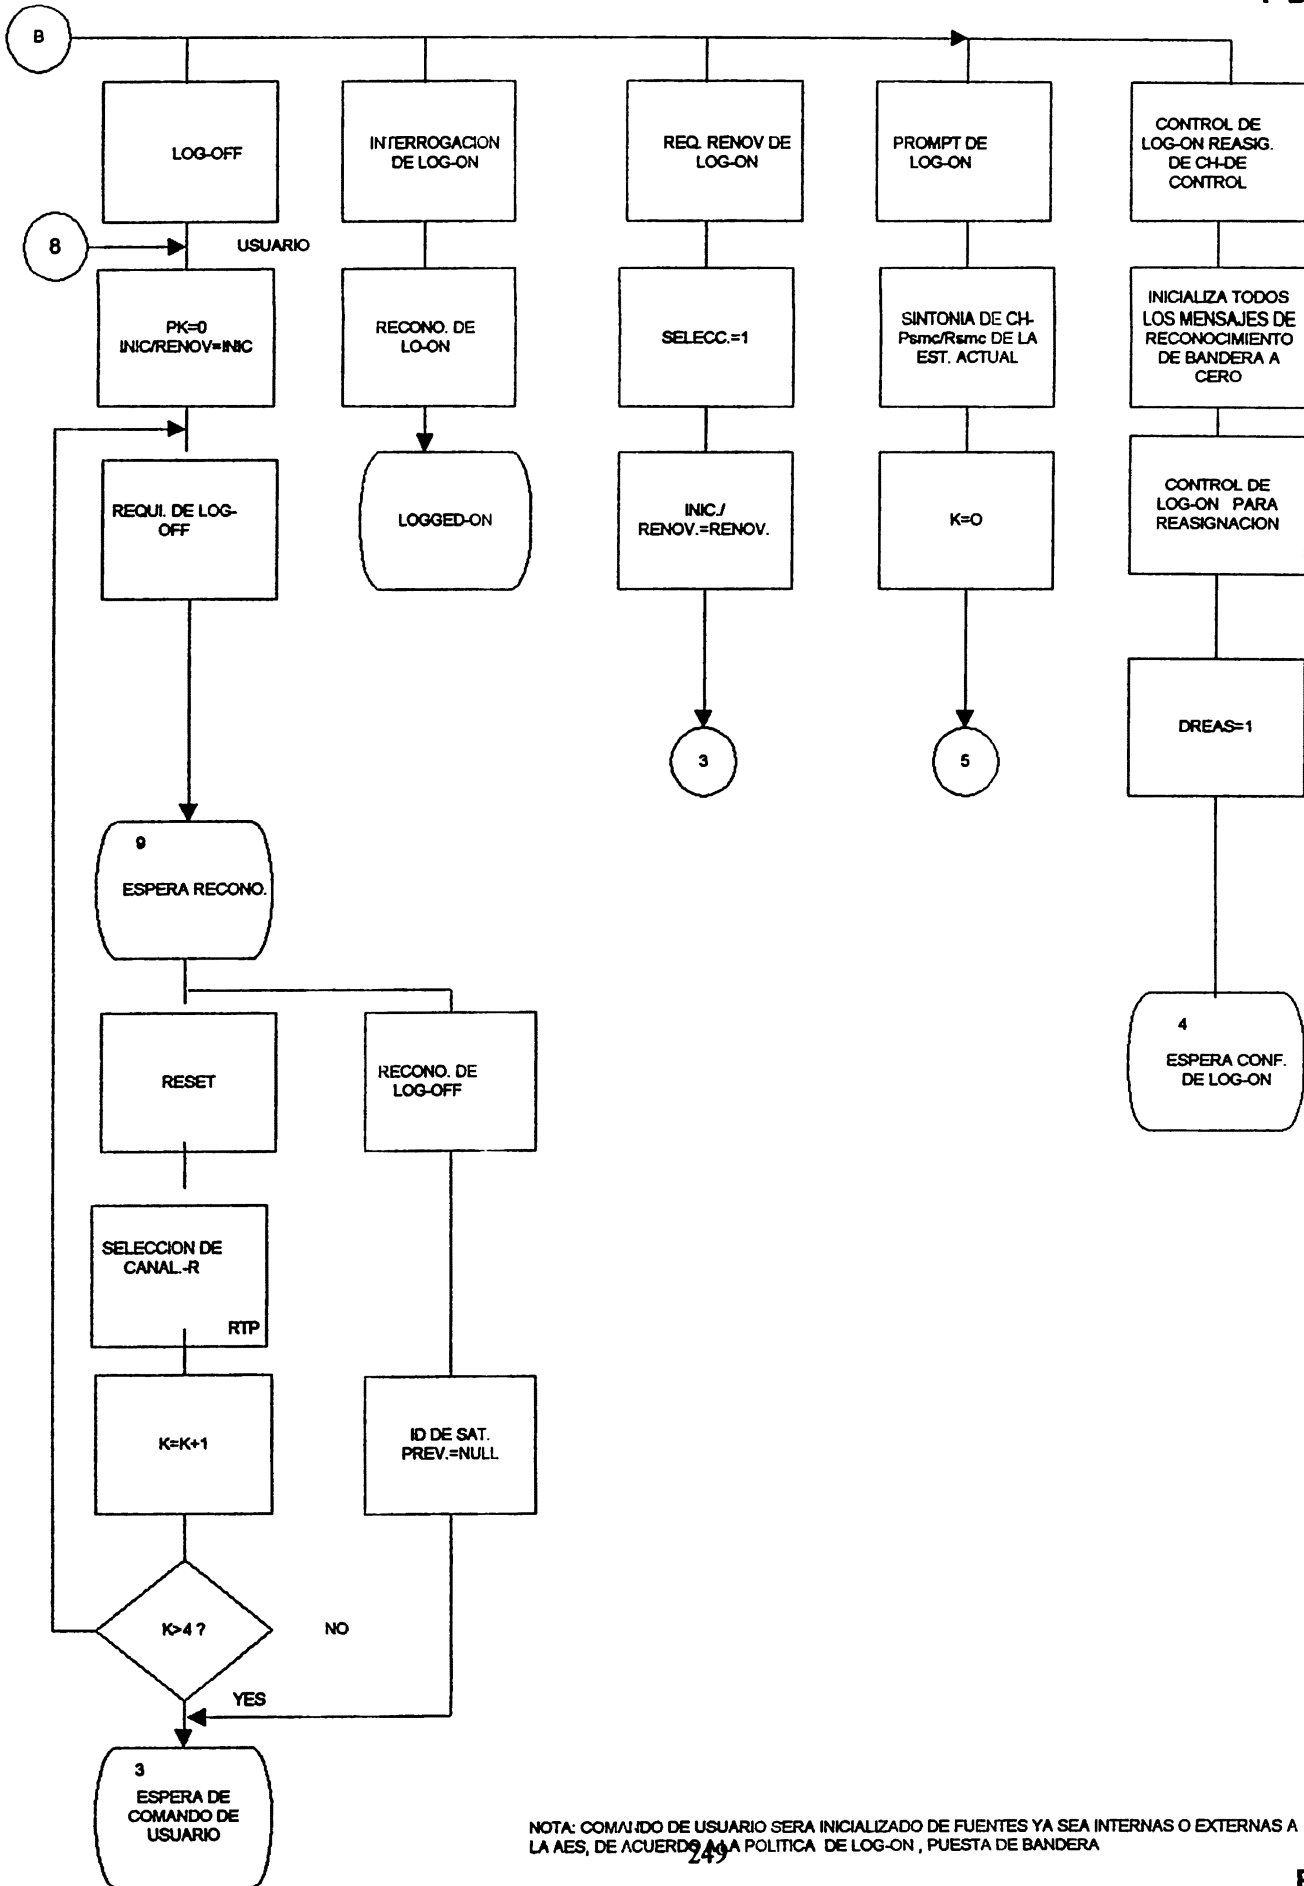 B
LOG-OFF
INTERROGACION
DE LOG-ON
REQ. RENOV DE
LOG-ON
PROMPT DE
LOG-ON
CONTROL DE
LOG-ON REASIG.
DE CH-DE
CONTROL
8
USUARIO
PK=0
INIC/RENOV=INIC
RECONO. DE
LO-ON
SELECC.=1
SINTONIA DE CH-
Psmc/Rsmc DE LA
EST. ACTUAL
INICIALIZA TODOS
LOS MENSAJES DE
RECONOCIMIENTO
DE BANDERA A
CERO
REQUI. DE LOG-
OFF
LOGGED-ON
INIC./
RENOV.=RENOV.
K=O
CONTROL DE
LOG-ON PARA
REASIGNACION
3
5
DREAS=1
9
ESPERA RECONO.
RESET
RECONO. DE
LOG-OFF
4
ESPERA CONF.
DE LOG-ON
SELECCION DE
CANAL.-R
RTP
K=K+1
ID DE SAT.
PREV.=NULL
K>4 ?
NO
YES
3
ESPERA DE
COMANDO DE
USUARIO
NOTA: COMANDO DE USUARIO SERA INICIALIZADO DE FUENTES YA SEA INTERNAS O EXTERNAS A
LA AES, DE ACUERDO A LA POLITICA DE LOG-ON , PUESTA DE BANDERA
249